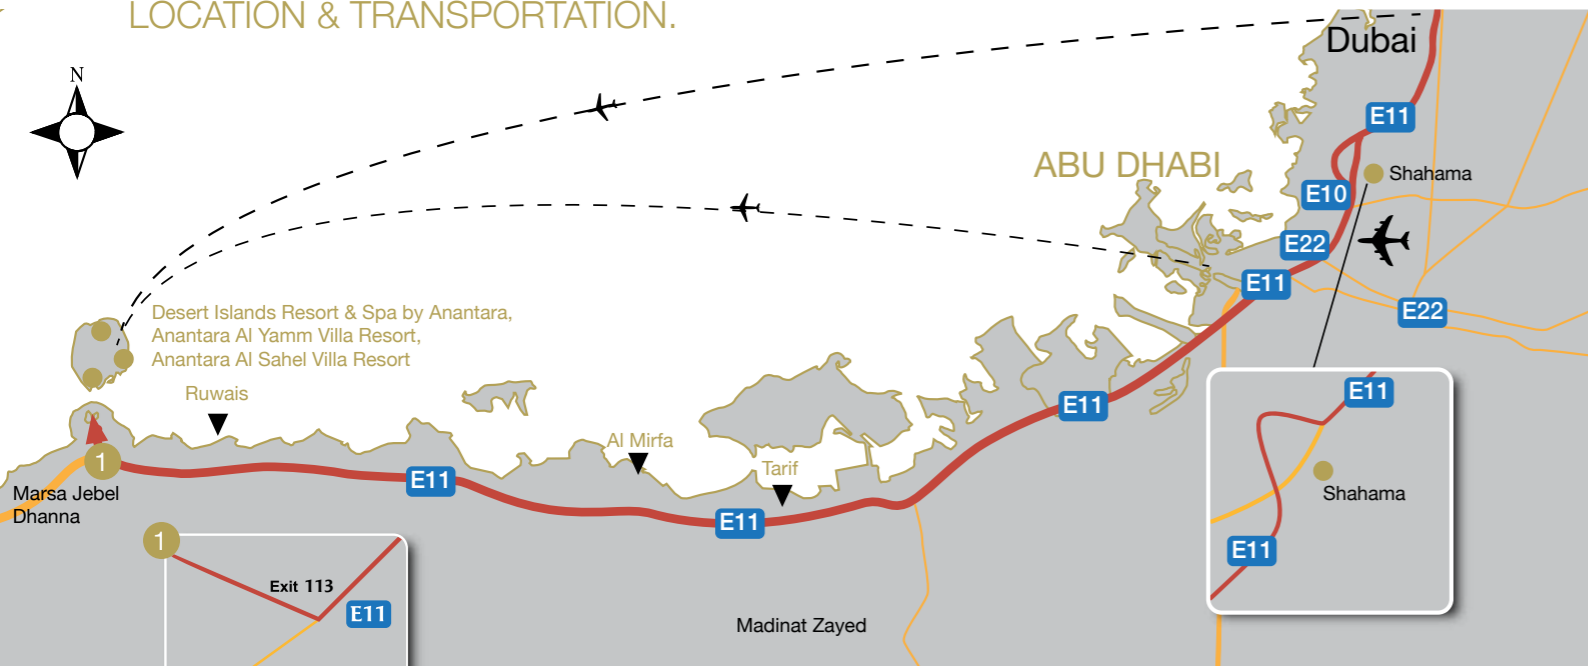 LOCATION & TRANSPORTATION.
N
Dubai
E11
ABU DHABI
Shahama
E10
E22
E11
E22
Desert Islands Resort & Spa by Anantara,
Anantara Al Yamm Villa Resort,
Anantara Al Sahel Villa Resort
Ruwais
E11
E11
Al Mirfa
Tarif
1
E11
Marsa Jebel
Dhanna
Shahama
E11
E11
1
Exit 113
E11
Madinat Zayed